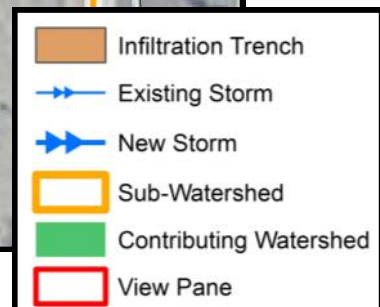 Infiltration Trench
Existing Storm
New Storm
Sub-Watershed
Contributing Watershed
View Pane